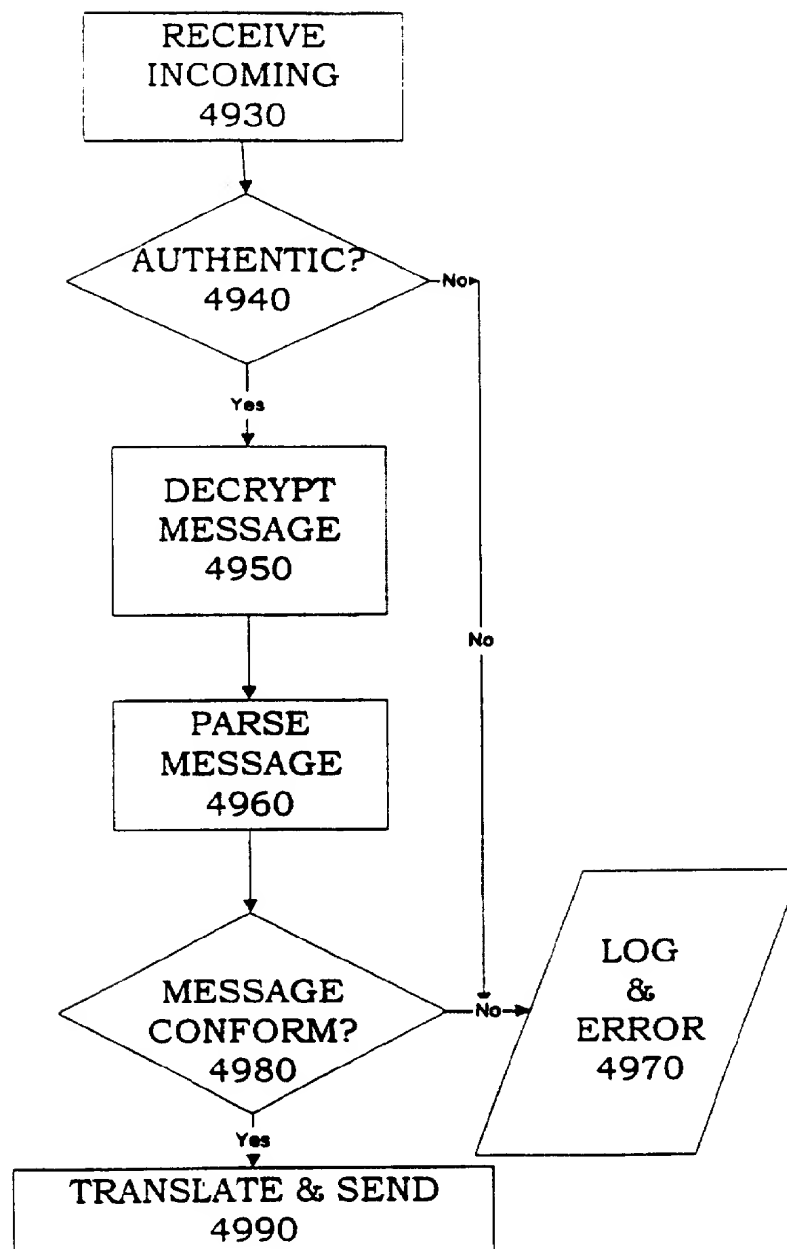 RECEIVE
INCOMING
4930
AUTHENTIC?
4940
No
Yes
DECRYPT
MESSAGE
4950
No
PARSE
MESSAGE
4960
MESSAGE
CONFORM?
4980
No
LOG
&
ERROR
4970
Yes
TRANSLATE & SEND
4990